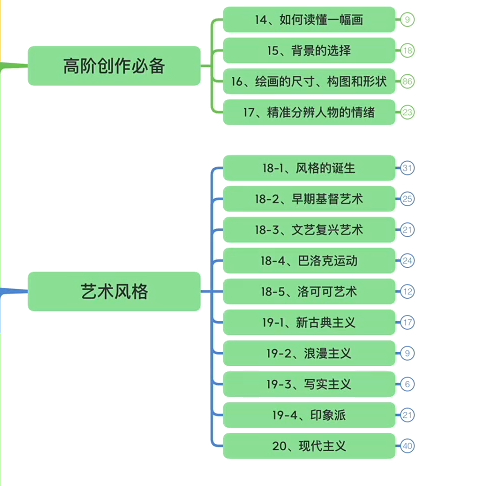 高阶创作必备
14、如何读懂一幅画
9
15、背景的选择
18
16、绘画的尺寸、构图和形状
86
17、精准分辨人物的情绪
23
艺术风格
18-1、风格的诞生
31
18-2、早期基督艺术
25
18-3、文艺复兴艺术
21
18-4、巴洛克运动
24
18-5、洛可可艺术
12
19-1、新古典主义
17
19-2、浪漫主义
9
19-3、写实主义
6
19-4、印象派
21
20、现代主义
40